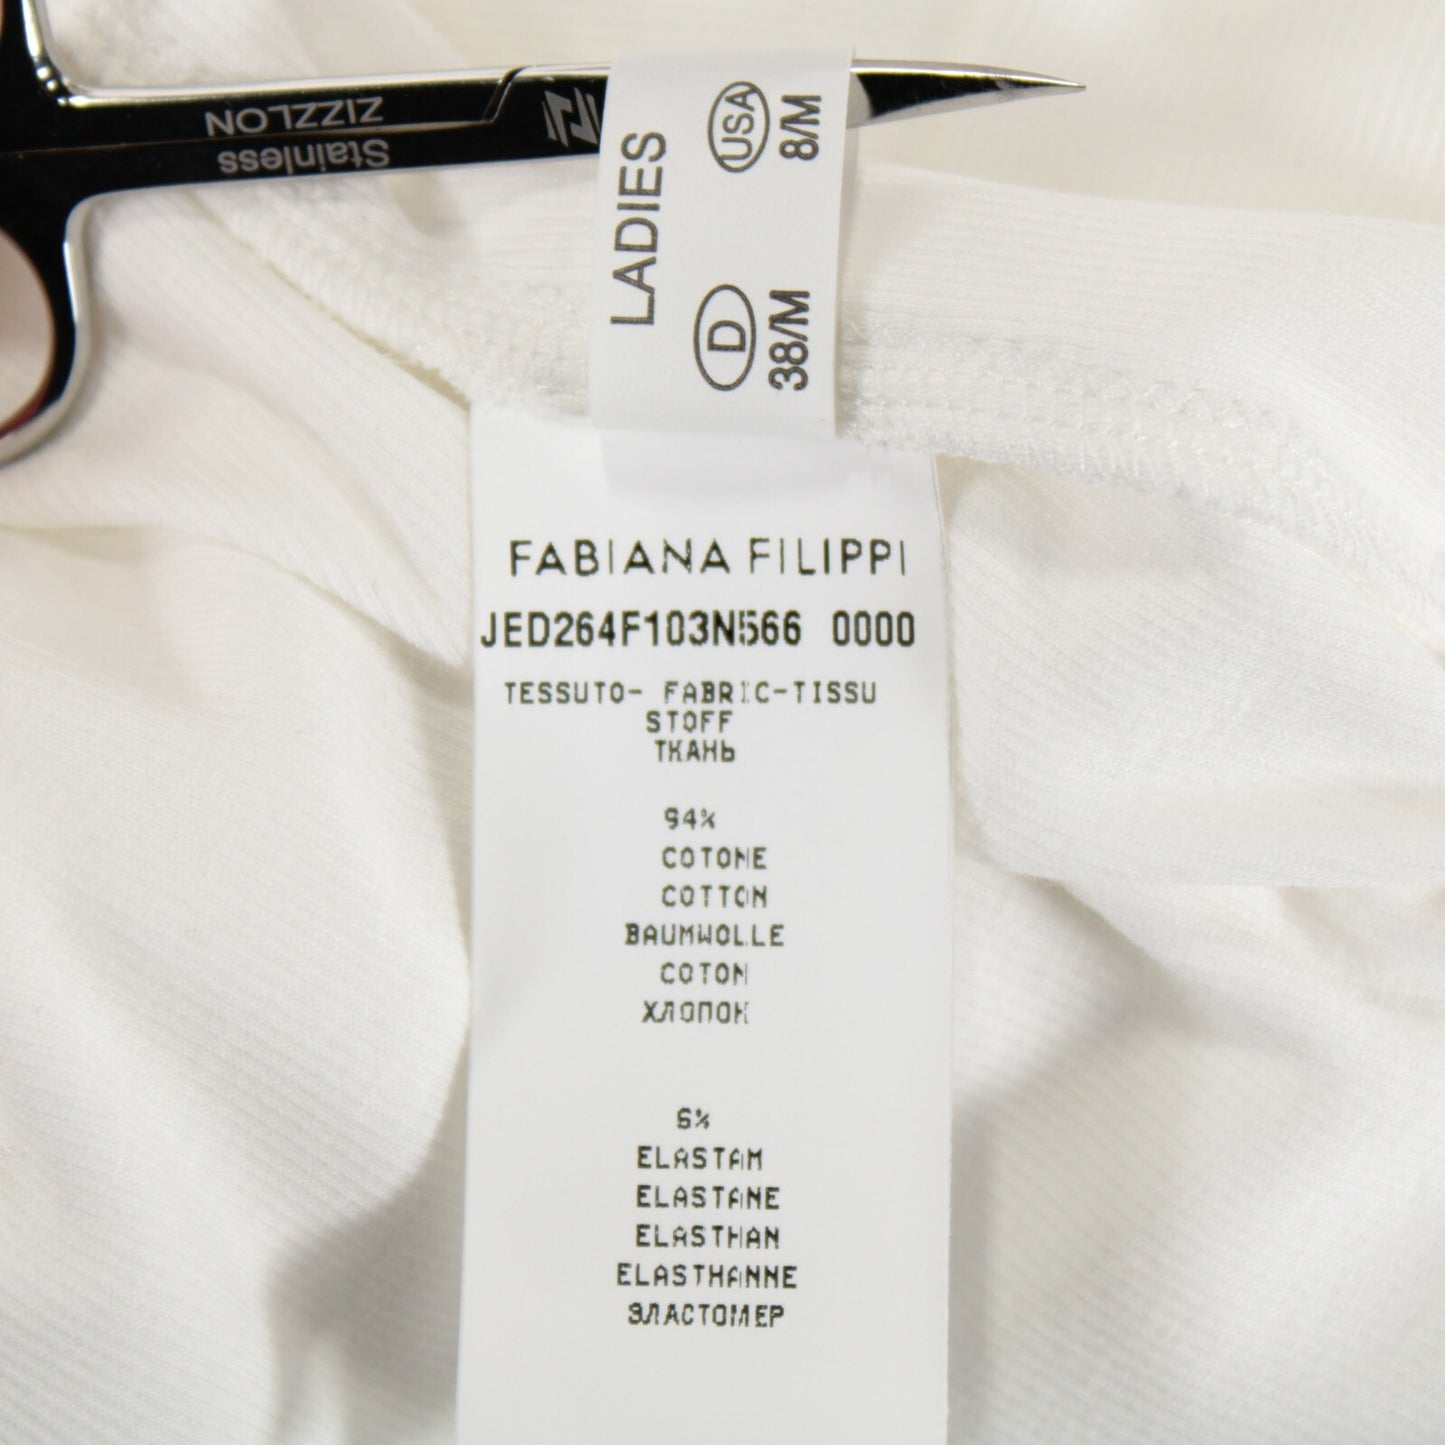 Stainless
ZIZZLON
LADIES
USA
8/M
D
38/M
FABIANA FILIPPI
JED264F103N566 0000
TESSUTO- FABRIC-TISSU
STOFF
ТКАНЬ
94%
COTONE
COTTON
BAUMWOLLE
COTON
ХЛОПОК
6%
ELASTAM
ELASTANE
ELASTHAN
ELASTHANNE
ЭЛАСТОМЕР